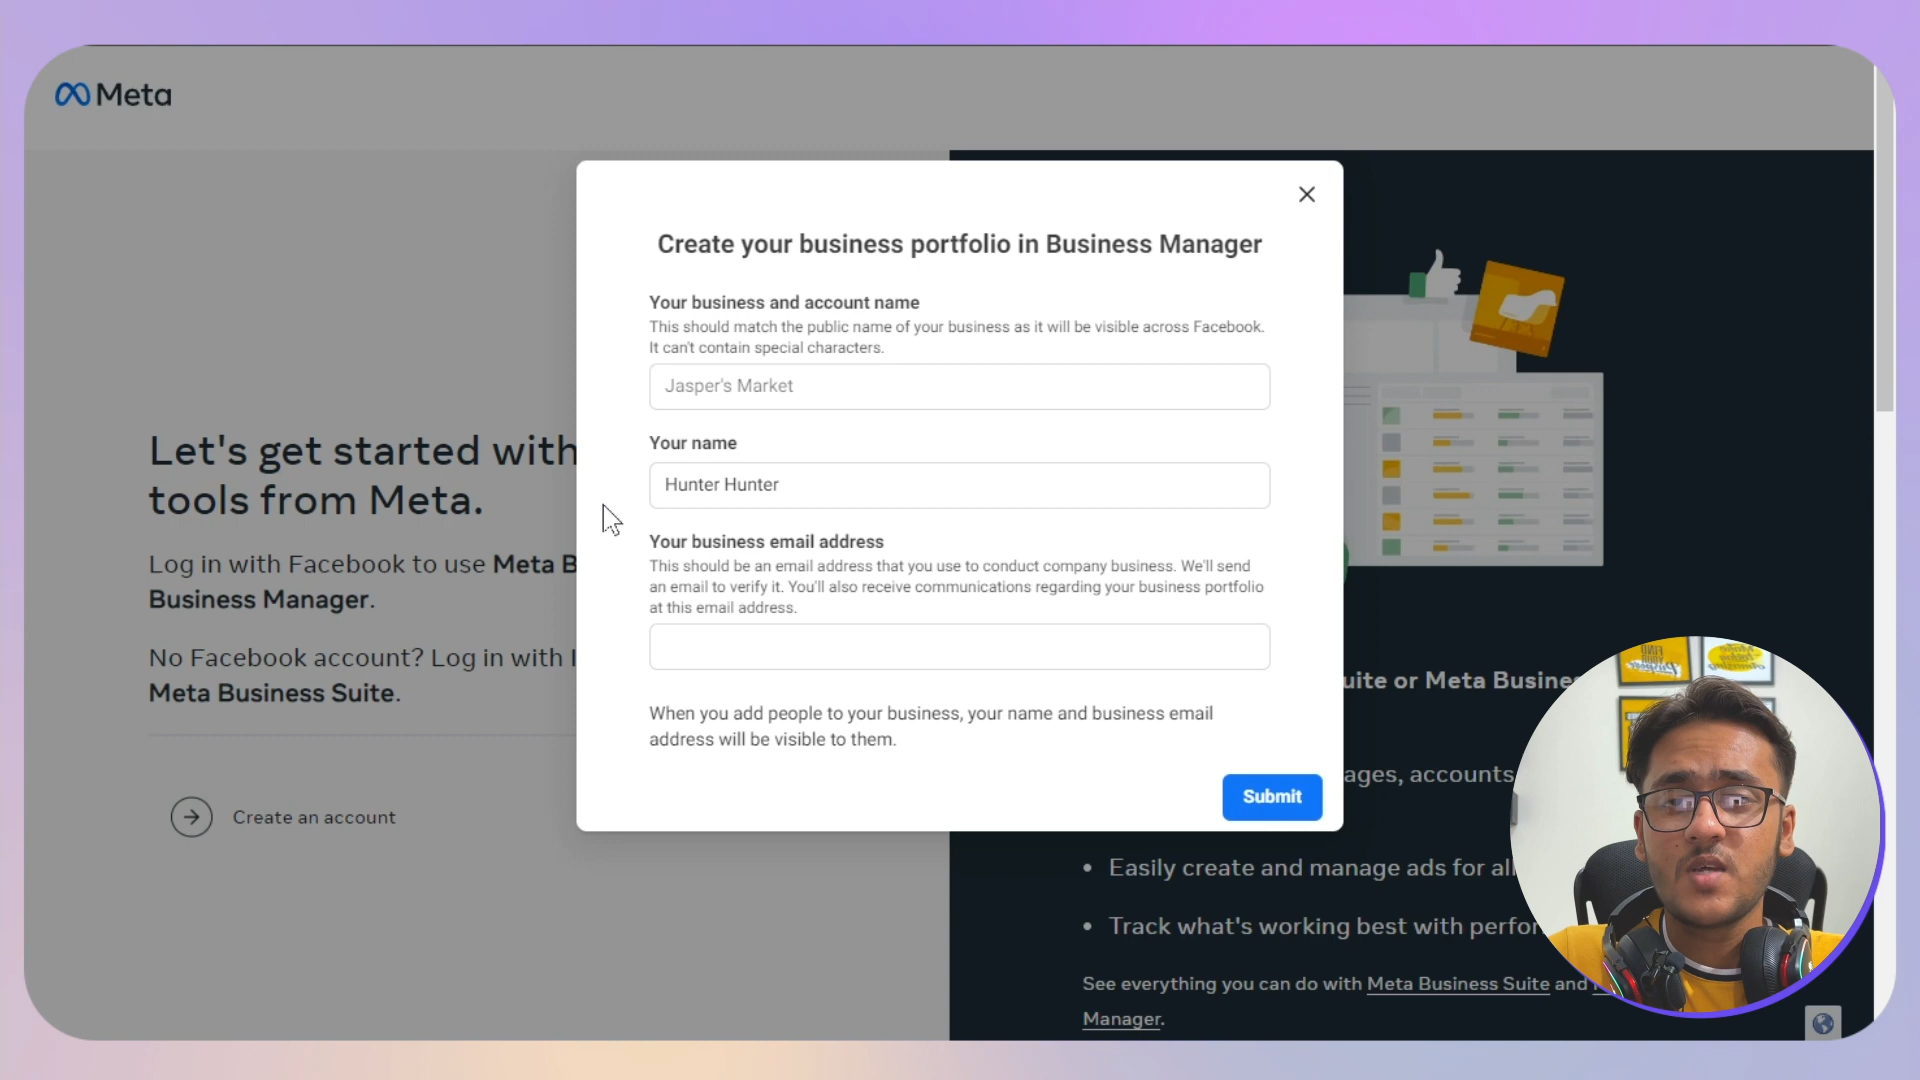 Meta
Let's get started with
tools from Meta.
Log in with Facebook to use Meta B
Business Manager.
No Facebook account? Log in with I
Meta Business Suite.
Create an account
Create your business portfolio in Business Manager
Your business and account name
This should match the public name of your business as it will be visible across Facebook.
It can't contain special characters.
Jasper's Market
Your name
Hunter Hunter
Your business email address
This should be an email address that you use to conduct company business. We'll send
an email to verify it. You'll also receive communications regarding your business portfolio
at this email address.
When you add people to your business, your name and business email
address will be visible to them.
Submit
uite or Meta Busines
ages, accounts
• Easily create and manage ads for all
• Track what's working best with perfor
See everything you can do with Meta Business Suite and
Manager.